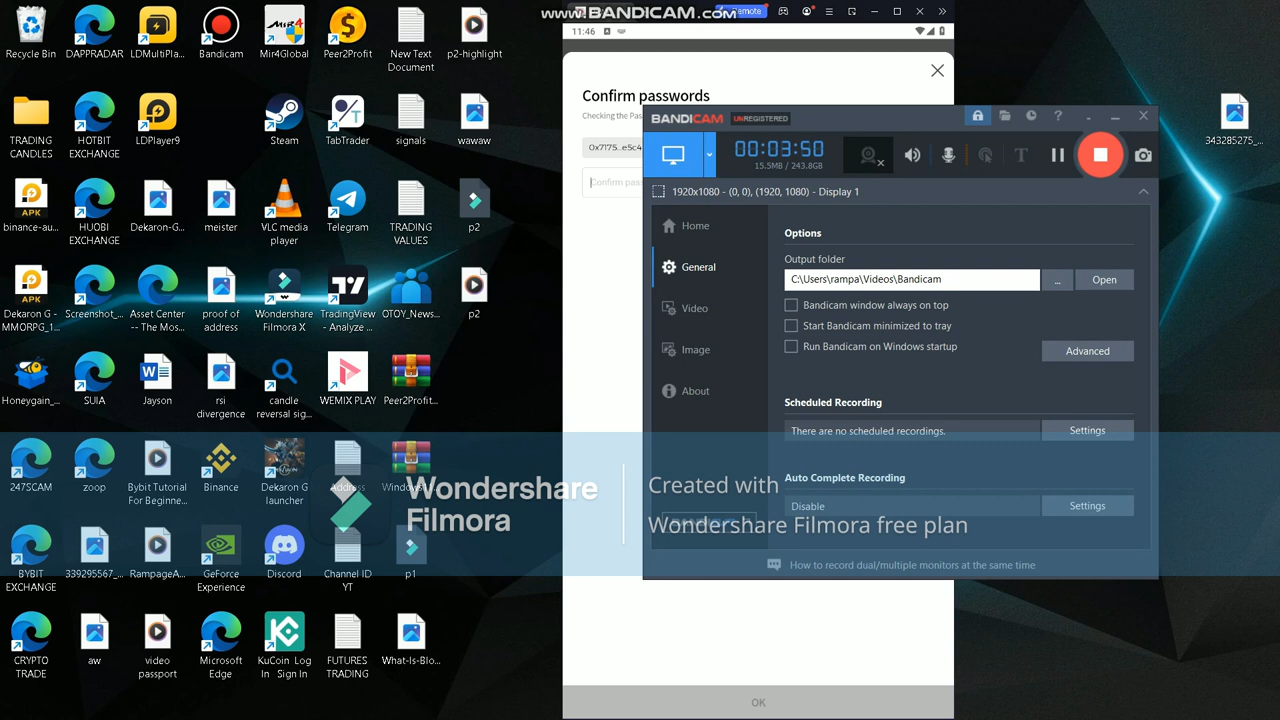 www.BANDICAM.com
Remote
11:46
Confirm passwords
0x7175...e5c4
BANDICAM
UNREGISTERED
00:03:50
15.5MB / 243.8GB
1920x1080 - (0, 0), (1920, 1080) - Display 1
Home
General
Video
Image
About
Options
Output folder
C:\Users\rampa\Videos\Bandicam
...
Open
Bandicam window always on top
Start Bandicam minimized to tray
Run Bandicam on Windows startup
Advanced
Scheduled Recording
There are no scheduled recordings.
Settings
Auto Complete Recording
Disable
Settings
How to record dual/multiple monitors at the same time
OK
Wondershare
Filmora
Created with
Wondershare Filmora free plan
Recycle Bin
DAPPRADAR
LDMultiPla...
Bandicam
Mir4Global
Peer2Profit
New Text
Document
p2-highlight
TRADING
CANDLES
HOTBIT
EXCHANGE
LDPlayer9
Steam
TabTrader
signals
wawaw
343285275_...
binance-au...
HUOBI
EXCHANGE
Dekaron-G...
meister
VLC media
player
Telegram
TRADING
VALUES
p2
Dekaron G -
MMORPG_1...
Screenshot_...
Asset Center
-- The Mos...
proof of
address
Wondershare
Filmora X
TradingView
- Analyze ...
OTOY_News...
p2
Honeygain_...
SUIA
Jayson
rsi
divergence
candle
reversal sig...
WEMIX PLAY
Peer2Profit...
247SCAM
zoop
Bybit Tutorial
For Beginne...
Binance
Dekaron G
launcher
Address
BYBIT
EXCHANGE
339295567_...
RampageA...
GeForce
Experience
Discord
Channel ID
YT
p1
CRYPTO
TRADE
aw
video
passport
Microsoft
Edge
KuCoin Log
In Sign In
FUTURES
TRADING
What-Is-Blo...